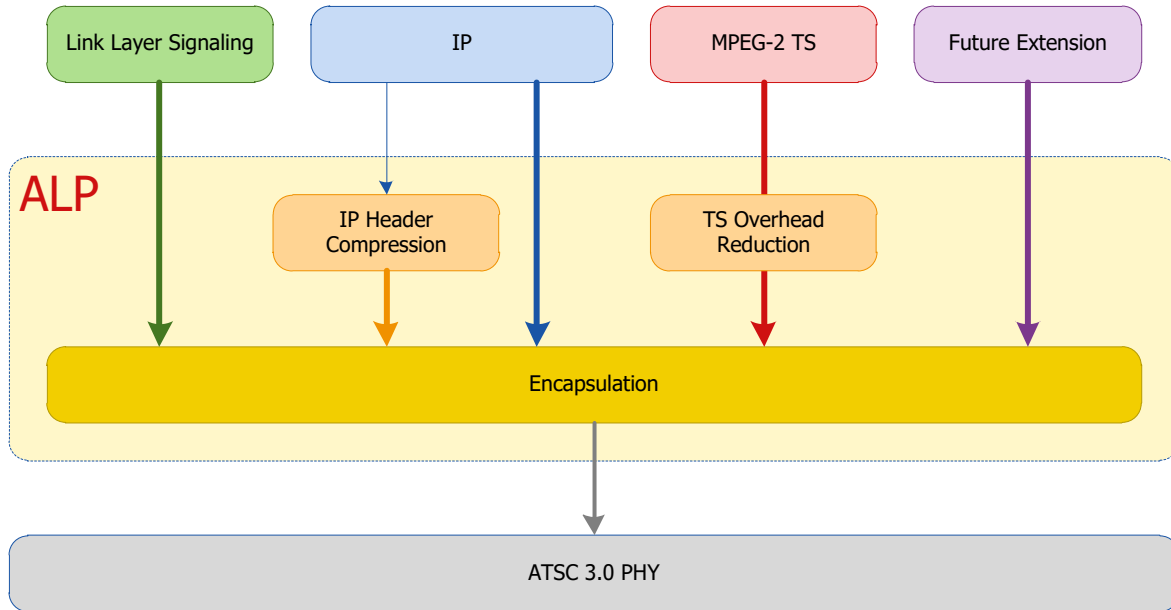 Link Layer Signaling
IP
MPEG-2 TS
Future Extension
ALP
IP Header
Compression
TS Overhead
Reduction
Encapsulation
ATSC 3.0 PHY